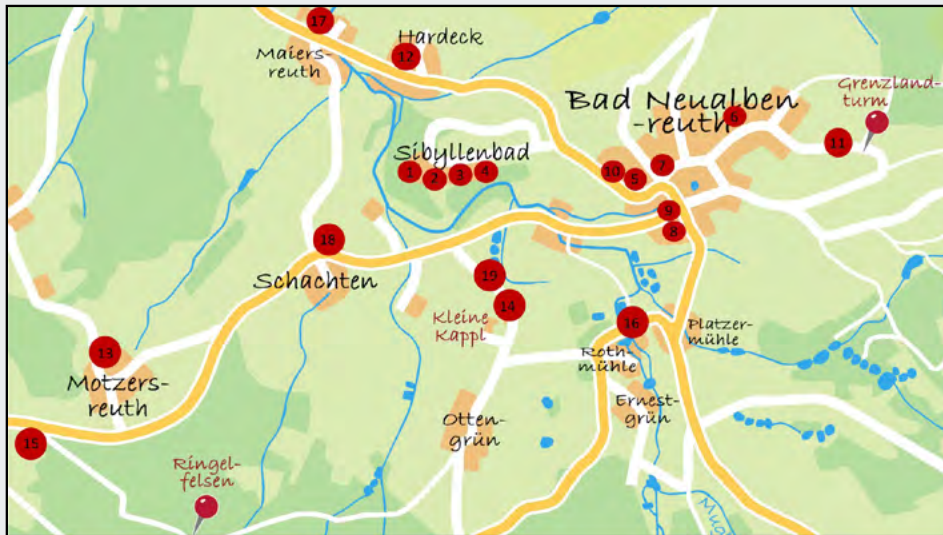 17
Hardeck
12
Maiers-
reuth
Bad Neualben
-reuth
6
Grenzland-
turm
11
Sibyllenbad
1
2
3
4
10
5
7
9
8
18
Schachten
19
14
Kleine
Kappl
16
Platzer-
mühle
Roth-
mühle
13
Motzers-
reuth
Otten-
grün
Ernest-
grün
15
Ringel-
felsen
Mug